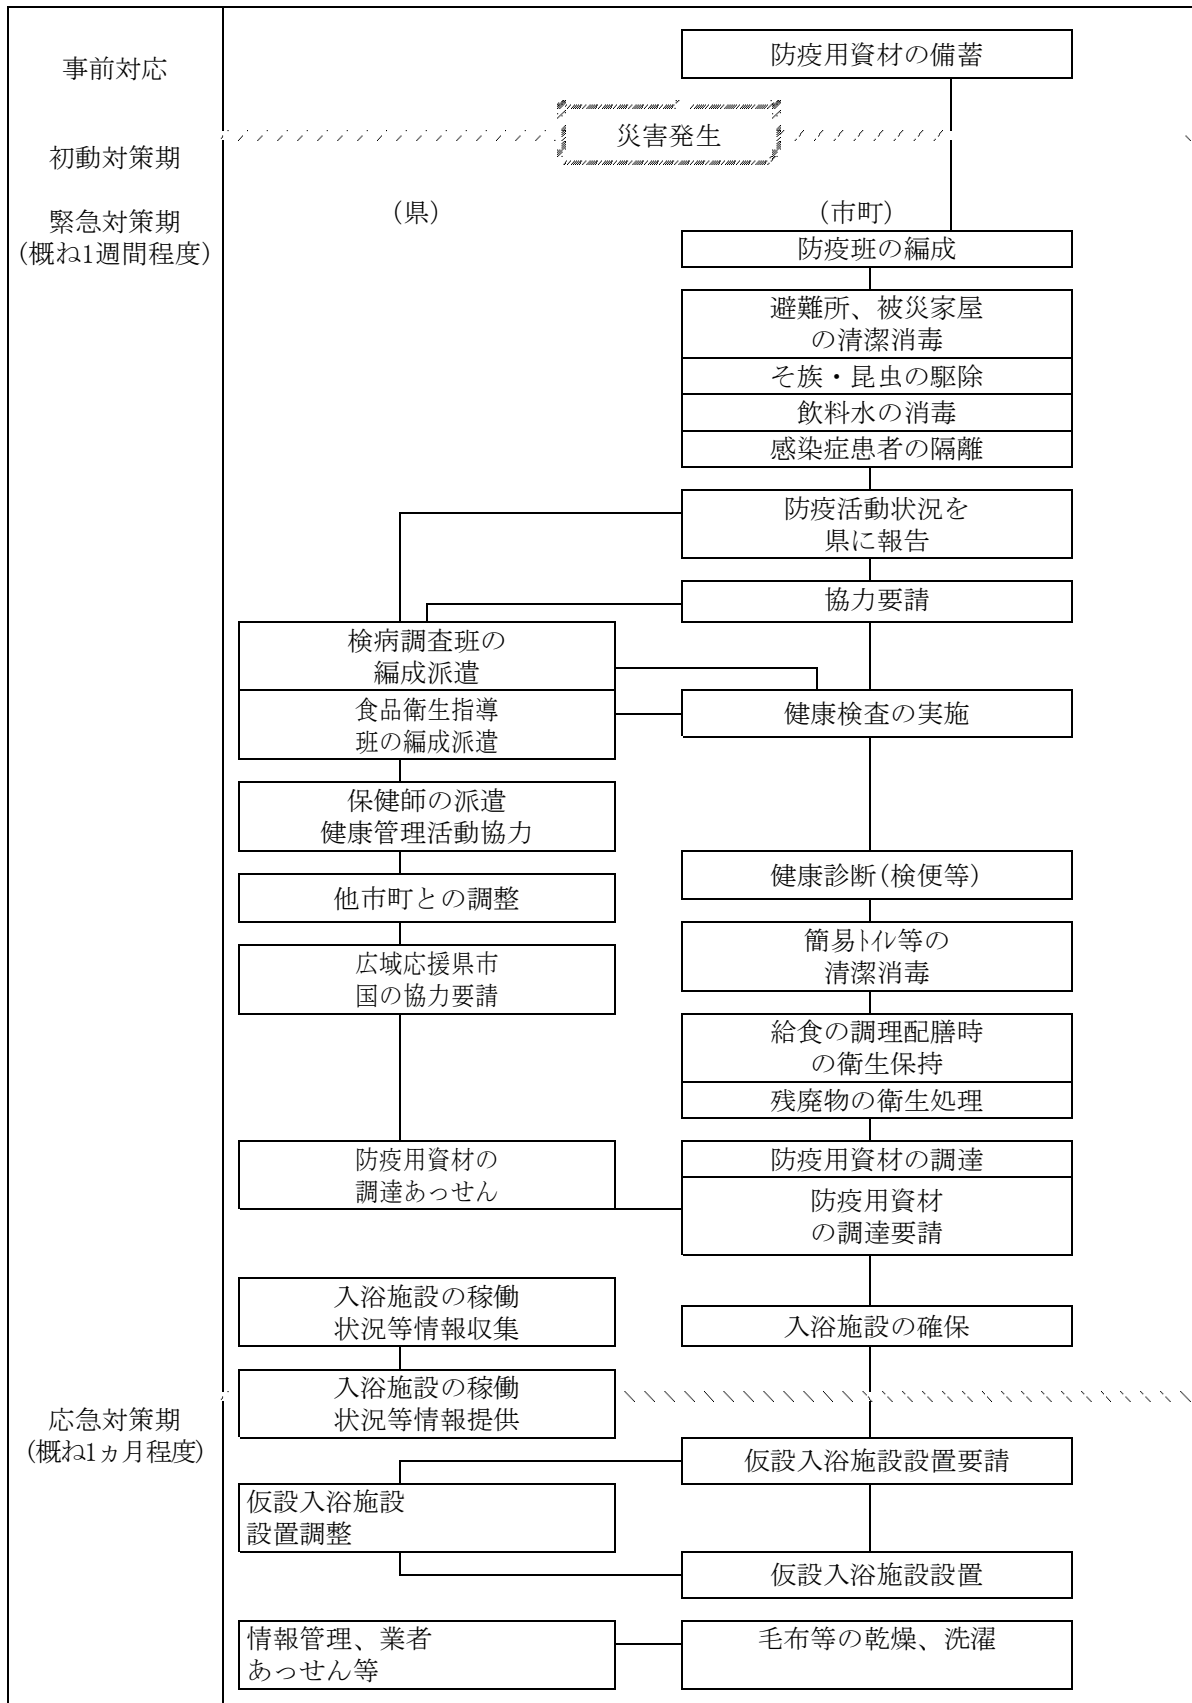 事前対応
防疫用資材の備蓄
災害発生
初動対策期
緊急対策期
(概ね1週間程度)
(県)
(市町)
防疫班の編成
避難所、被災家屋
の清潔消毒
そ族・昆虫の駆除
飲料水の消毒
感染症患者の隔離
防疫活動状況を
県に報告
協力要請
検病調査班の
編成派遣
食品衛生指導
班の編成派遣
健康検査の実施
保健師の派遣
健康管理活動協力
健康診断(検便等)
他市町との調整
簡易ﾄｲﾚ等の
清潔消毒
広域応援県市
国の協力要請
給食の調理配膳時
の衛生保持
残廃物の衛生処理
防疫用資材の
調達あっせん
防疫用資材の調達
防疫用資材
の調達要請
入浴施設の稼働
状況等情報収集
入浴施設の確保
入浴施設の稼働
状況等情報提供
応急対策期
(概ね1ヵ月程度)
仮設入浴施設設置要請
仮設入浴施設
設置調整
仮設入浴施設設置
情報管理、業者
あっせん等
毛布等の乾燥、洗濯